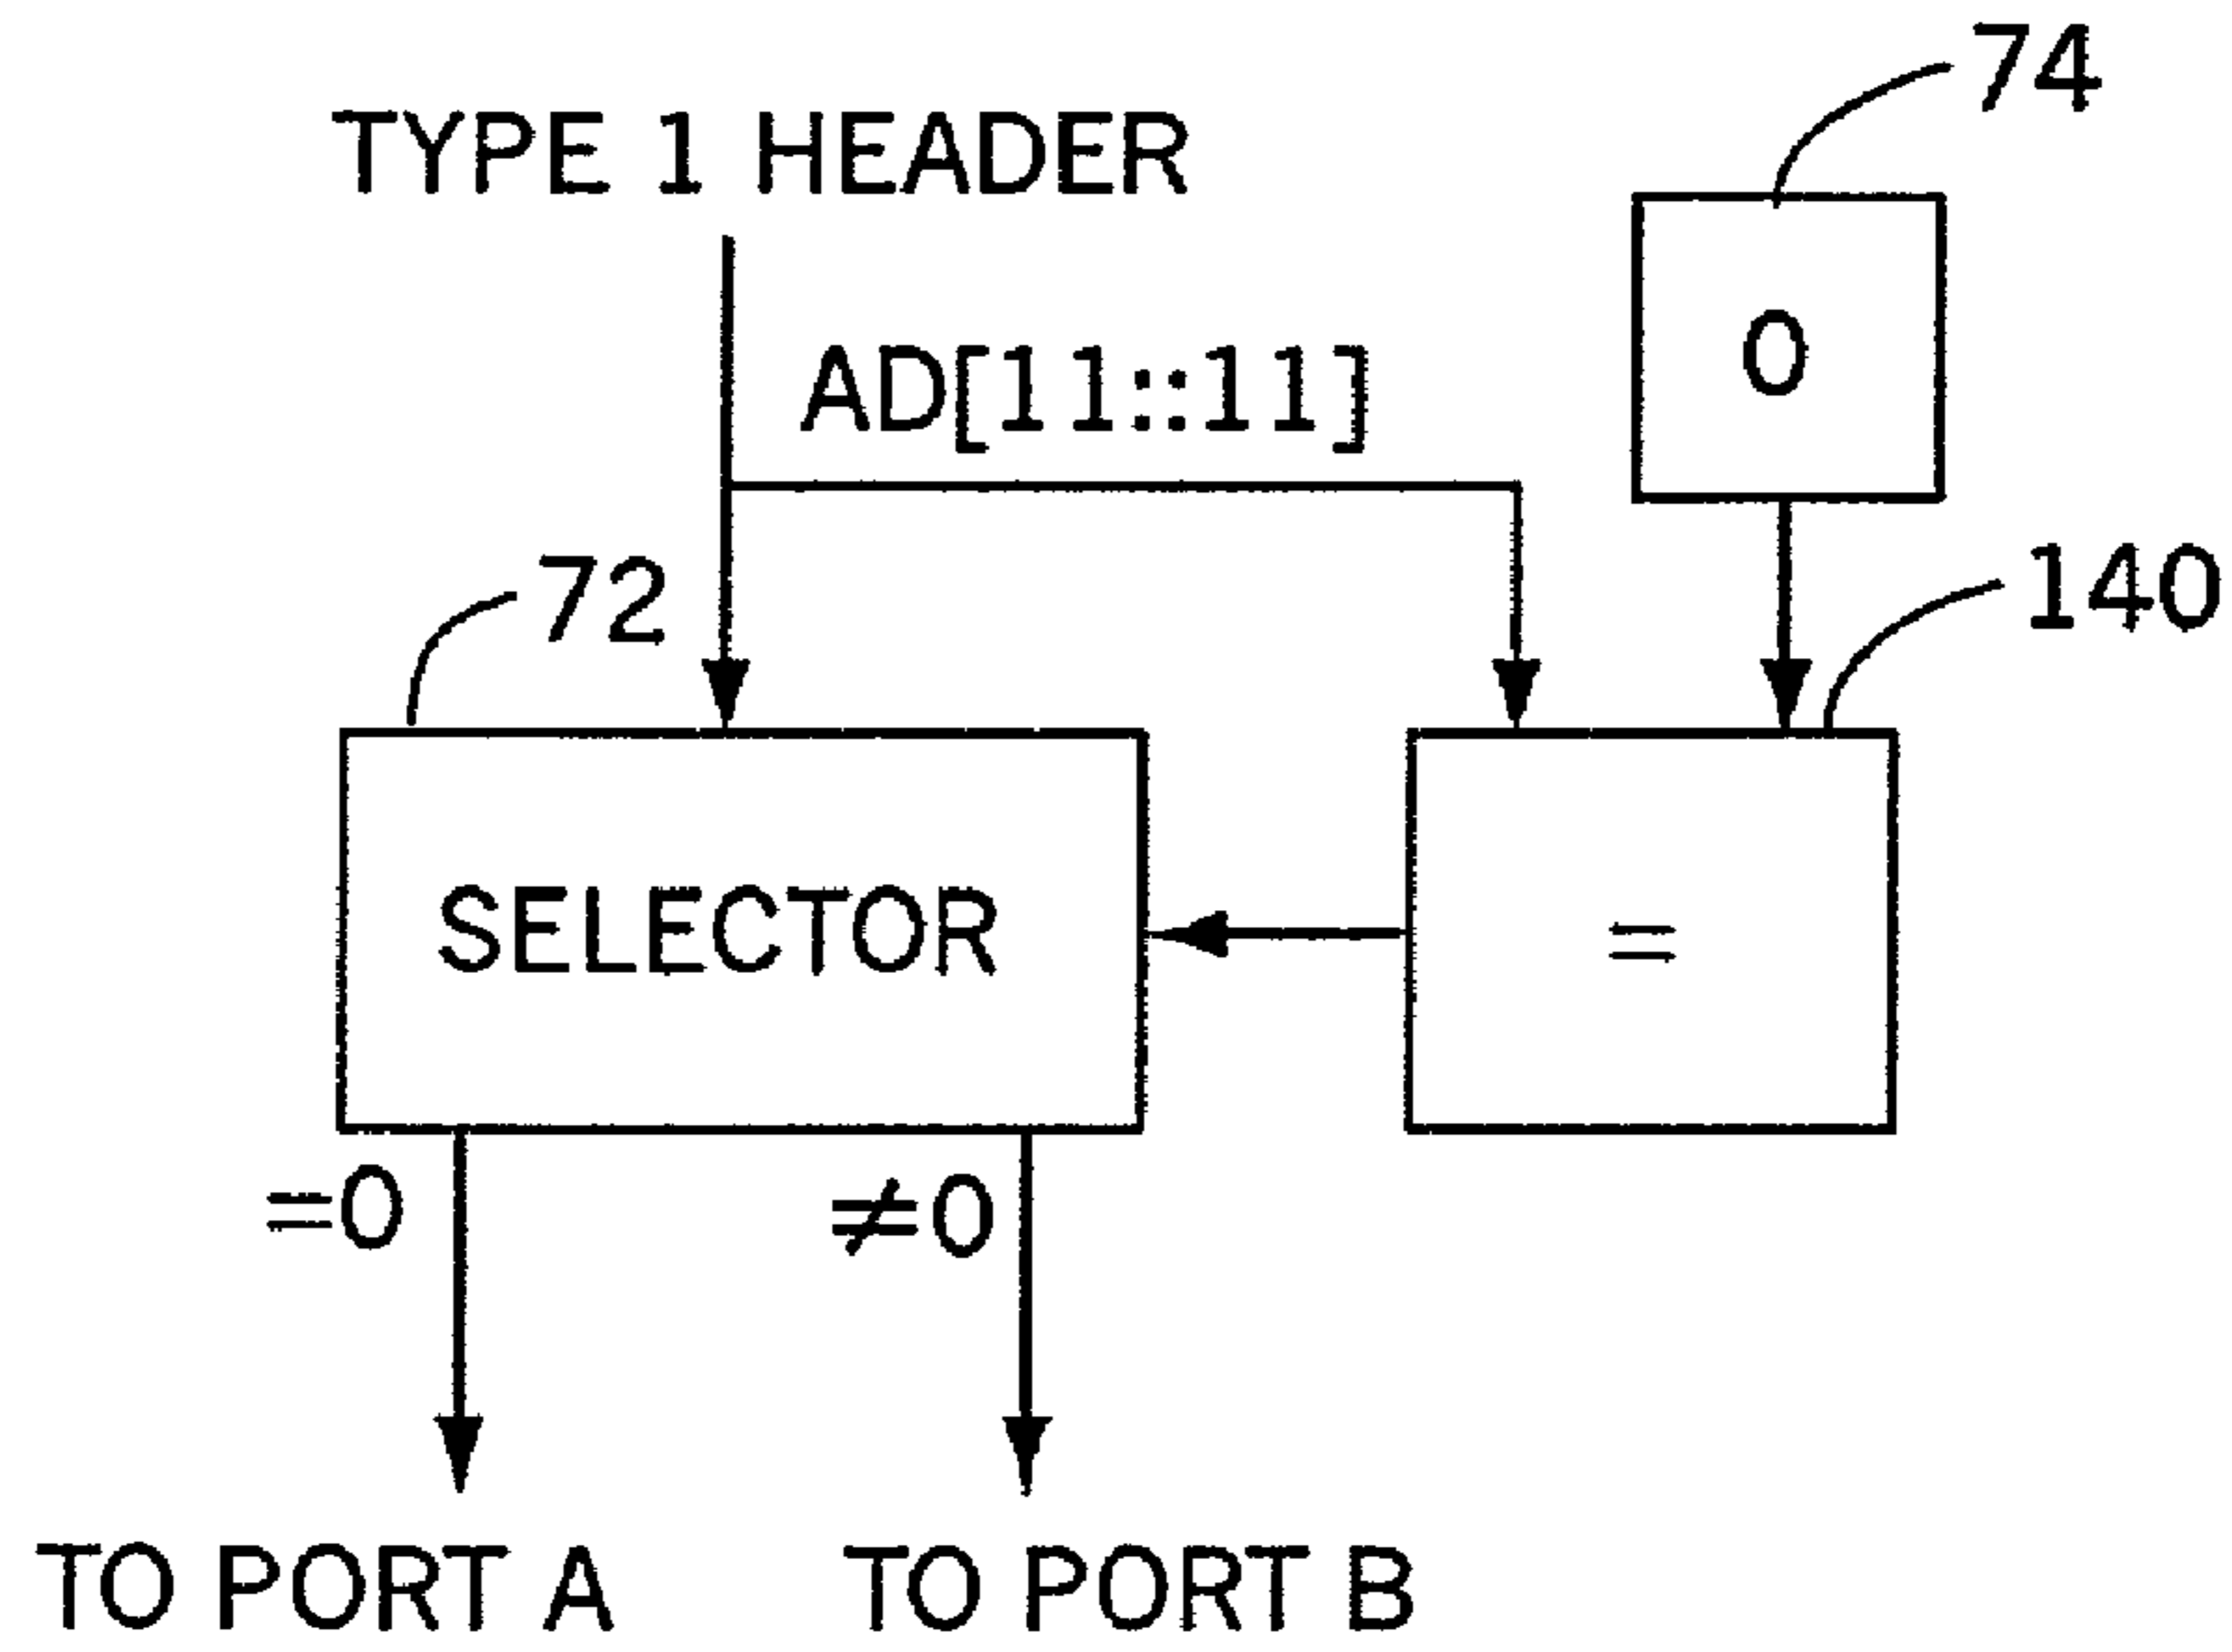 74
TYPE 1 HEADER
0
AD[11::11]
72
140
SELECTOR
=
=0
≠0
TO PORT A
TO PORT B